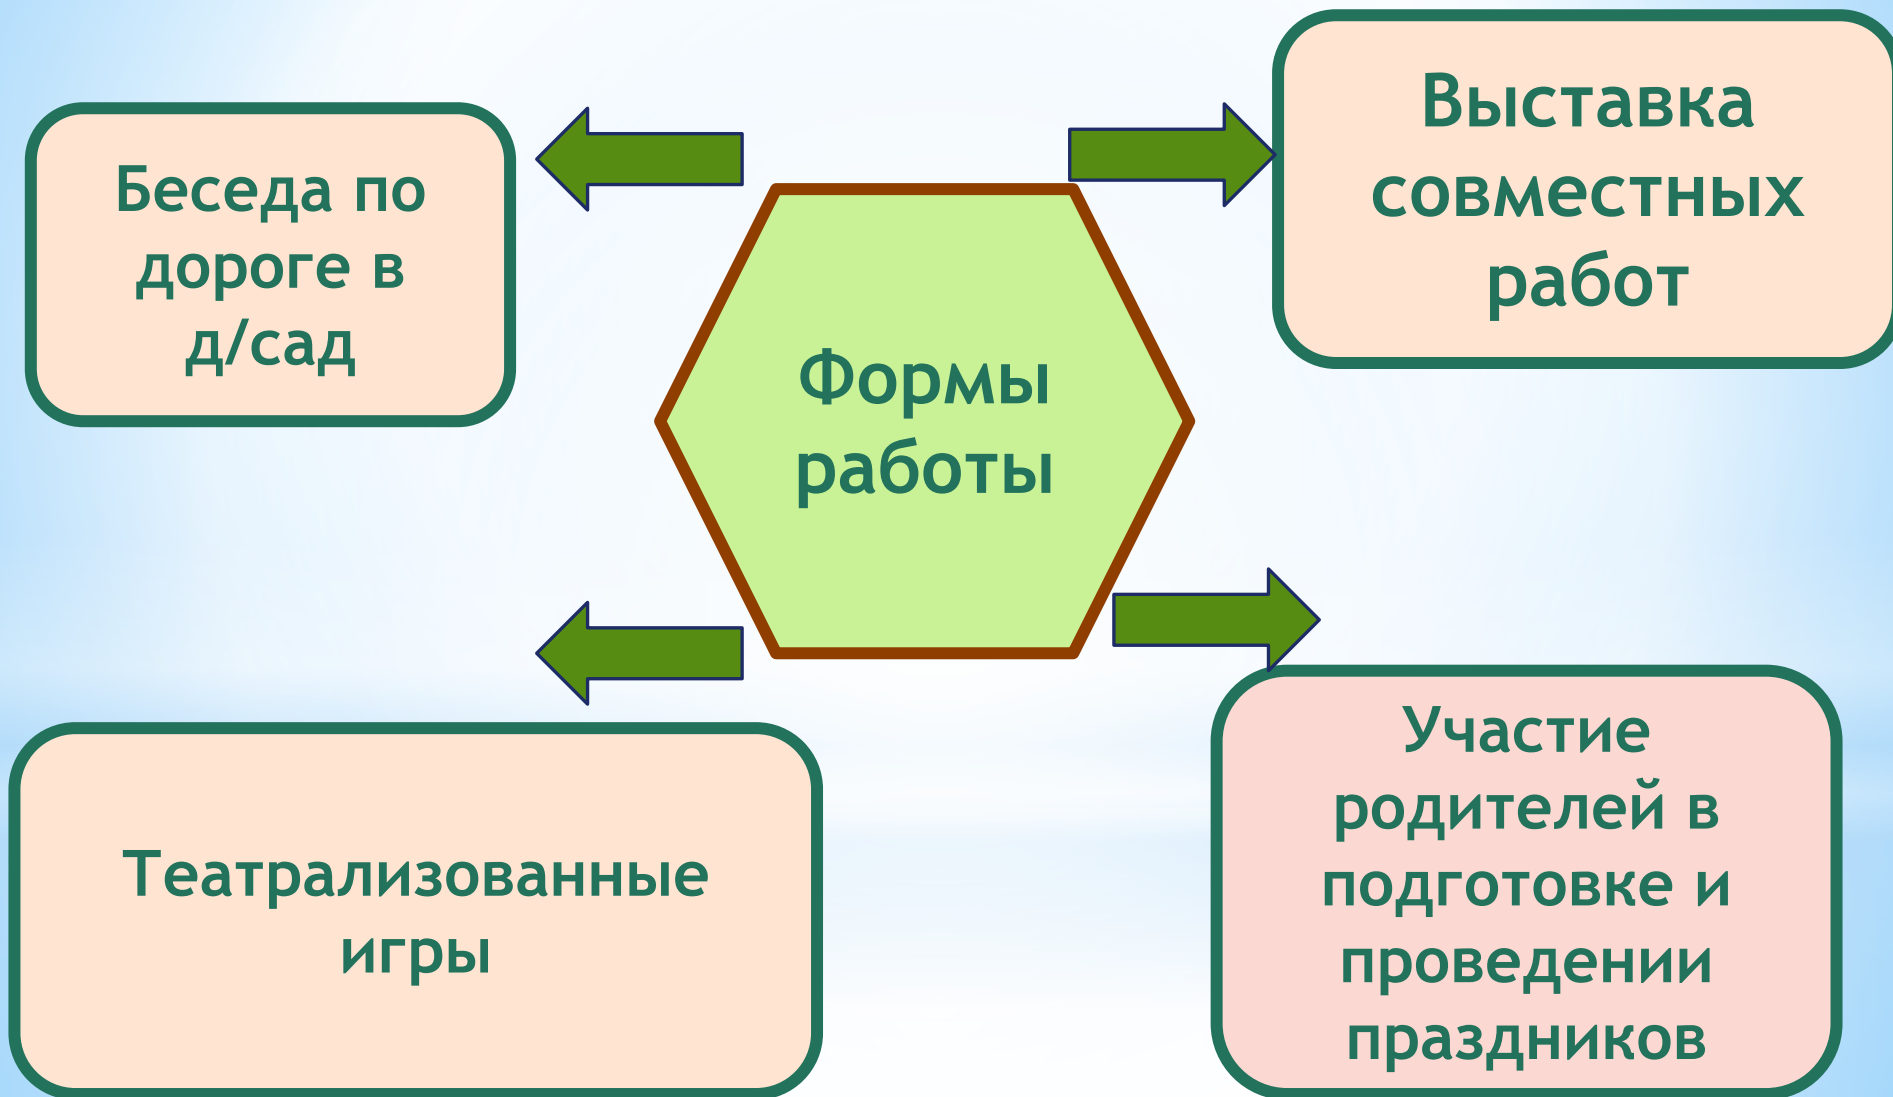 Беседа по
дороге в
д/сад
Выставка
совместных
работ
Формы
работы
Театрализованные
игры
Участие
родителей в
подготовке и
проведении
праздников